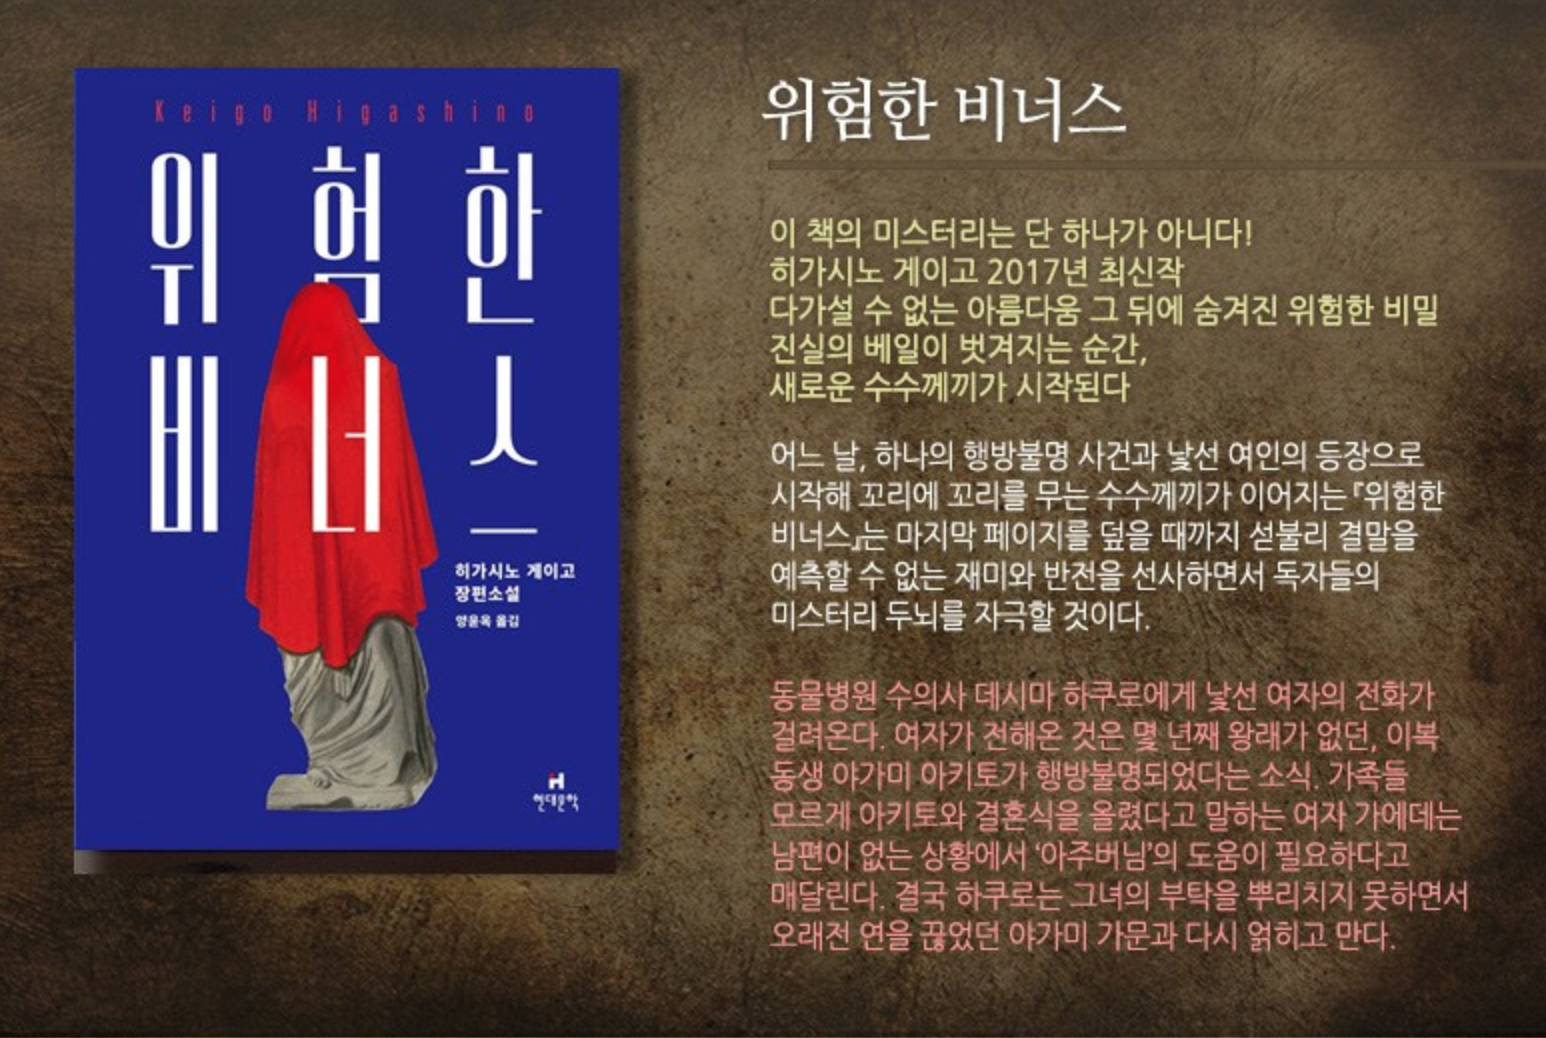 Keigo Higashino
위험한
비너스
히가시노 게이고
장편소설
양윤옥 옮김
현대문학
위험한 비너스
이 책의 미스터리는 단 하나가 아니다!
히가시노 게이고 2017년 최신작
다가설 수 없는 아름다움 그 뒤에 숨겨진 위험한 비밀
진실의 베일이 벗겨지는 순간,
새로운 수수께끼가 시작된다
어느 날, 하나의 행방불명 사건과 낯선 여인의 등장으로
시작해 꼬리에 꼬리를 무는 수수께끼가 이어지는 『위험한
비너스』는 마지막 페이지를 덮을 때까지 섣불리 결말을
예측할 수 없는 재미와 반전을 선사하면서 독자들의
미스터리 두뇌를 자극할 것이다.
동물병원 수의사 데시마 하쿠로에게 낯선 여자의 전화가
걸려온다. 여자가 전해온 것은 몇 년째 왕래가 없던, 이복
동생 야가미 아키토가 행방불명되었다는 소식. 가족들
모르게 아키토와 결혼식을 올렸다고 말하는 여자 가에데는
남편이 없는 상황에서 '아주버님'의 도움이 필요하다고
매달린다. 결국 하쿠로는 그녀의 부탁을 뿌리치지 못하면서
오래전 연을 끊었던 야가미 가문과 다시 얽히고 만다.